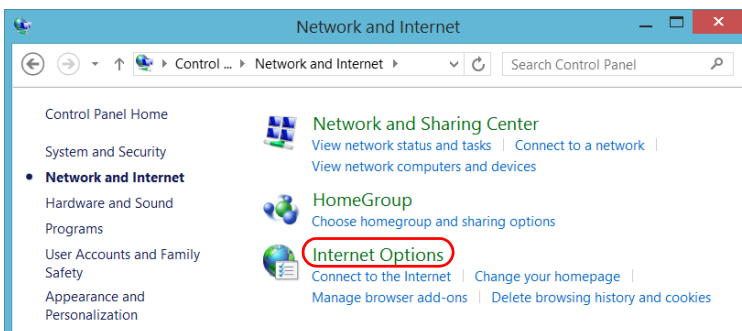 Network and Internet
Control ... Network and Internet
Search Control Panel
Control Panel Home
System and Security
Network and Internet
Hardware and Sound
Programs
User Accounts and Family
Safety
Appearance and
Personalization
Network and Sharing Center
View network status and tasks Connect to a network
View network computers and devices
HomeGroup
Choose homegroup and sharing options
Internet Options
Connect to the Internet Change your homepage
Manage browser add-ons Delete browsing history and cookies